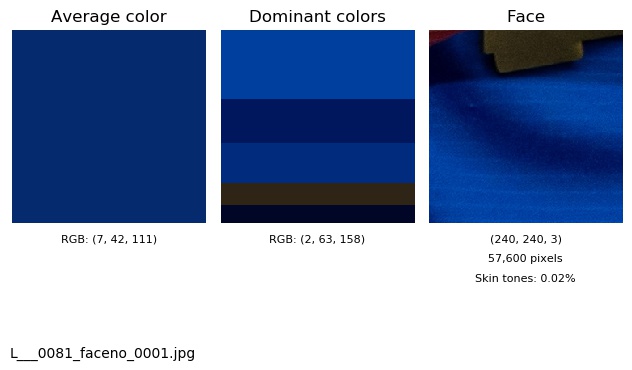 Average color
Dominant colors
Face
RGB: (7, 42, 111)
RGB: (2, 63, 158)
(240, 240, 3)
57,600 pixels
Skin tones: 0.02%
L___0081_faceno_0001.jpg